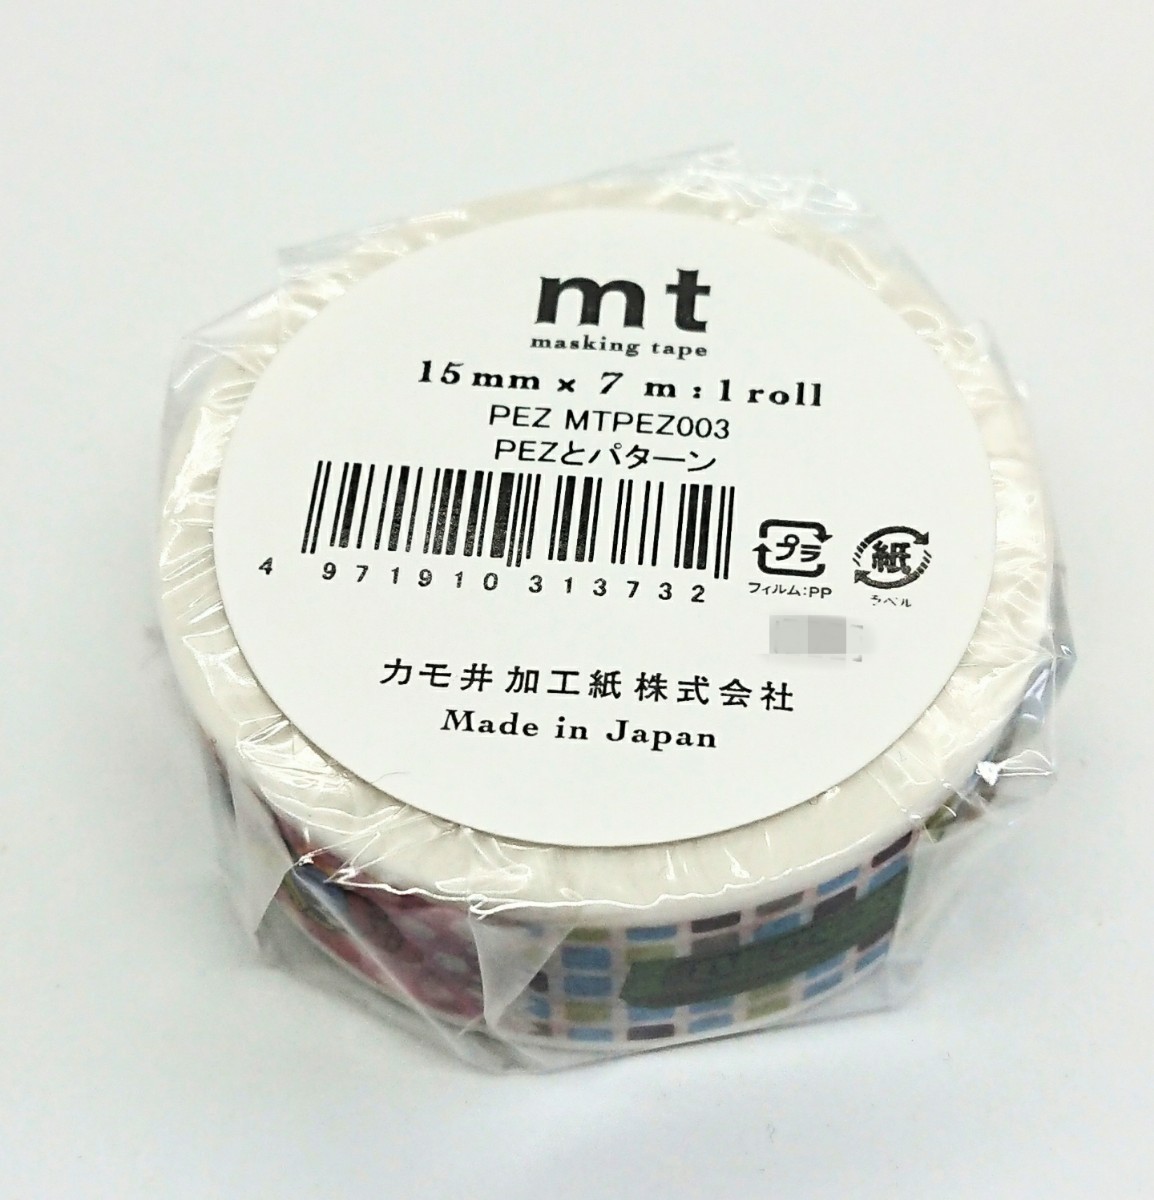 mt
masking tape
15mm x 7 m : 1 roll
PEZ MTPEZ003
PEZとパターン
4 971910 313732
プラ
フィルム:PP
紙
ラベル
カモ井加工紙株式会社
Made in Japan